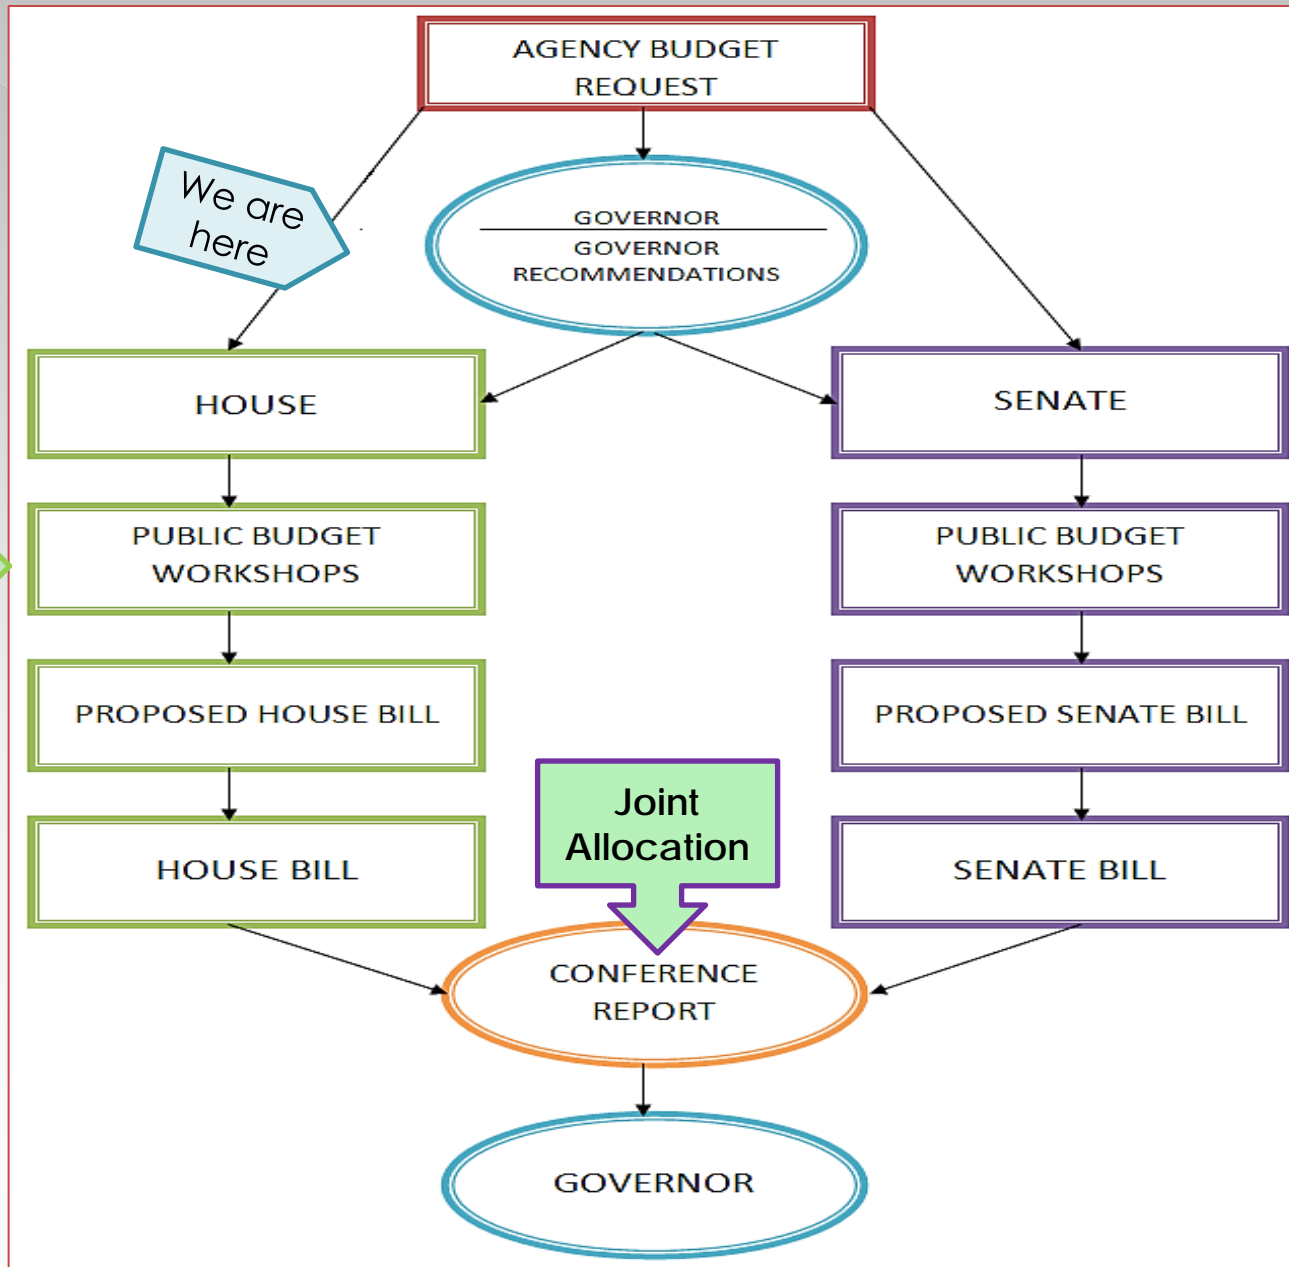 AGENCY BUDGET
REQUEST
We are
here
GOVERNOR
GOVERNOR
RECOMMENDATIONS
HOUSE
SENATE
PUBLIC BUDGET
WORKSHOPS
PUBLIC BUDGET
WORKSHOPS
PROPOSED HOUSE BILL
PROPOSED SENATE BILL
Joint
Allocation
HOUSE BILL
SENATE BILL
CONFERENCE
REPORT
GOVERNOR